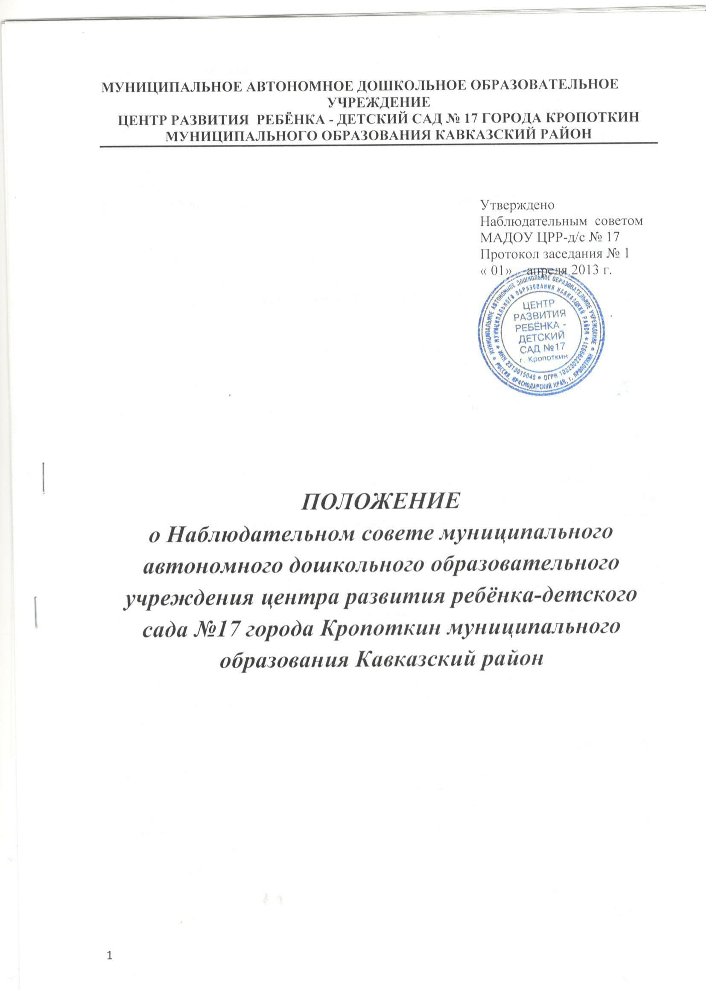 МУНИЦИПАЛЬНОЕ АВТОНОМНОЕ ДОШКОЛЬНОЕ ОБРАЗОВАТЕЛЬНОЕ
УЧРЕЖДЕНИЕ
ЦЕНТР РАЗВИТИЯ РЕБЁНКА - ДЕТСКИЙ САД № 17 ГОРОДА КРОПОТКИН
МУНИЦИПАЛЬНОГО ОБРАЗОВАНИЯ КАВКАЗСКИЙ РАЙОН
Утверждено
Наблюдательным советом
МАДОУ ЦРР-д/с № 17
Протокол заседания № 1
« 01» апреля 2013 г.
МУНИЦИПАЛЬНОЕ АВТОНОМНОЕ ДОШКОЛЬНОЕ ОБРАЗОВАТЕЛЬНОЕ УЧРЕЖДЕНИЕ
* РОССИЯ, КРАСНОДАРСКИЙ КРАЙ, г. КРОПОТКИН *
* МУНИЦИПАЛЬНОГО ОБРАЗОВАНИЯ КАВКАЗСКИЙ РАЙОН *
ИНН 2313015048 * ОГРН 1022302299931
ЦЕНТР
РАЗВИТИЯ
РЕБЁНКА -
ДЕТСКИЙ
САД №17
г. Кропоткин
ПОЛОЖЕНИЕ
о Наблюдательном совете муниципального
автономного дошкольного образовательного
учреждения центра развития ребёнка-детского
сада №17 города Кропоткин муниципального
образования Кавказский район
1